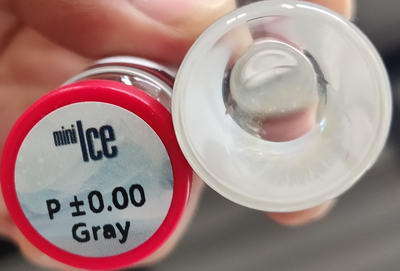 mini Ice
P ±0.00
Gray